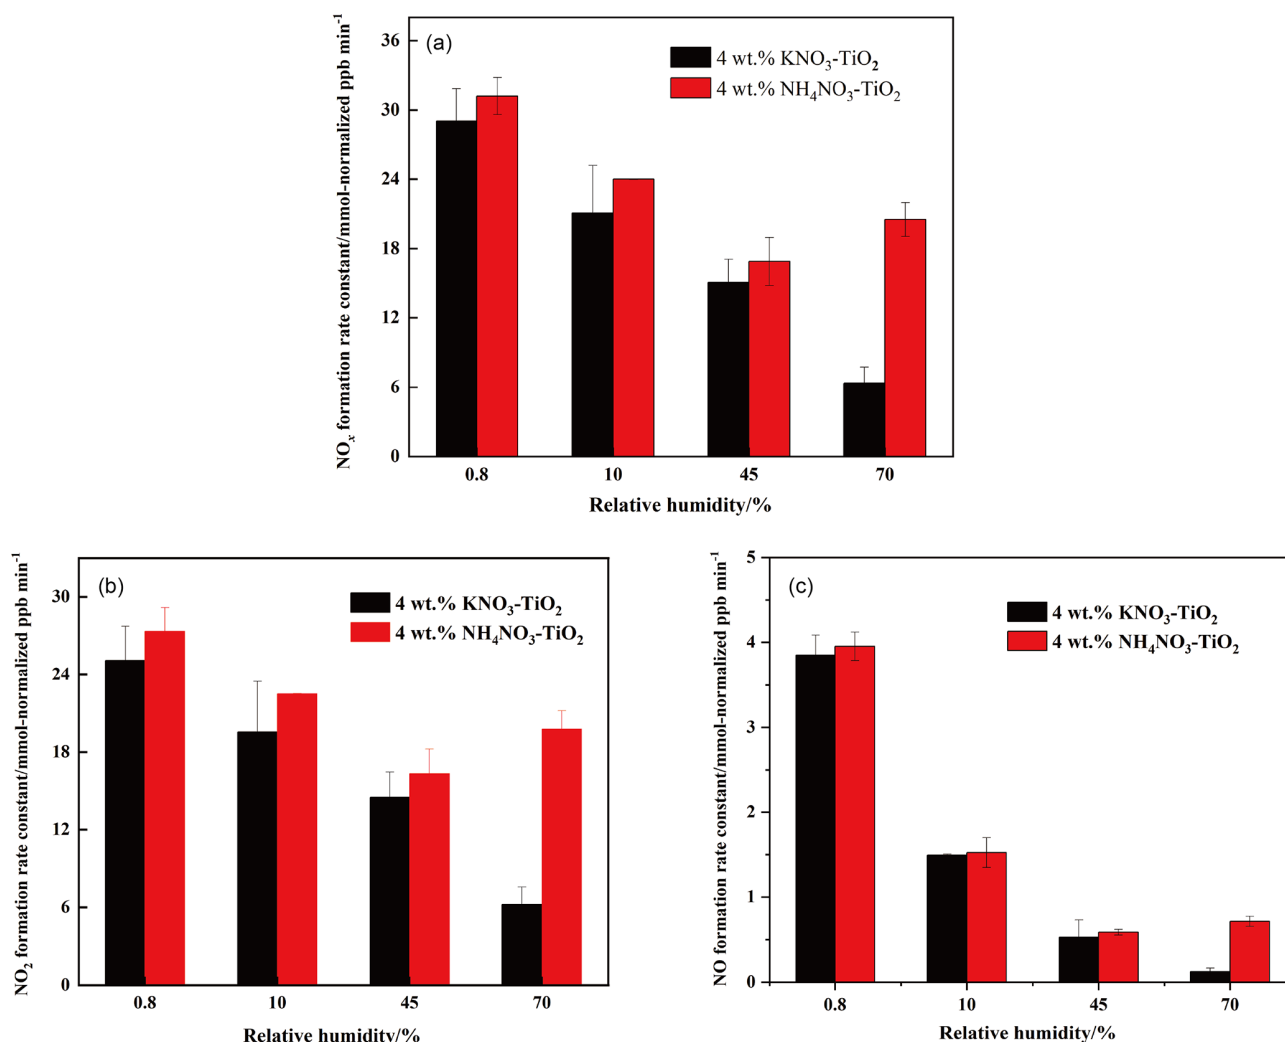 (a)
4 wt.% KNO₃-TiO₂
4 wt.% NH₄NO₃-TiO₂
NOₓ formation rate constant/mmol-normalized ppb min⁻¹
36
30
24
18
12
6
0
0.8 10 45 70
Relative humidity/%
(b)
4 wt.% KNO₃-TiO₂
4 wt.% NH₄NO₃-TiO₂
NO₂ formation rate constant/mmol-normalized ppb min⁻¹
30
24
18
12
6
0
0.8 10 45 70
Relative humidity/%
(c)
4 wt.% KNO₃-TiO₂
4 wt.% NH₄NO₃-TiO₂
NO formation rate constant/mmol-normalized ppb min⁻¹
5
4
3
2
1
0
0.8 10 45 70
Relative humidity/%